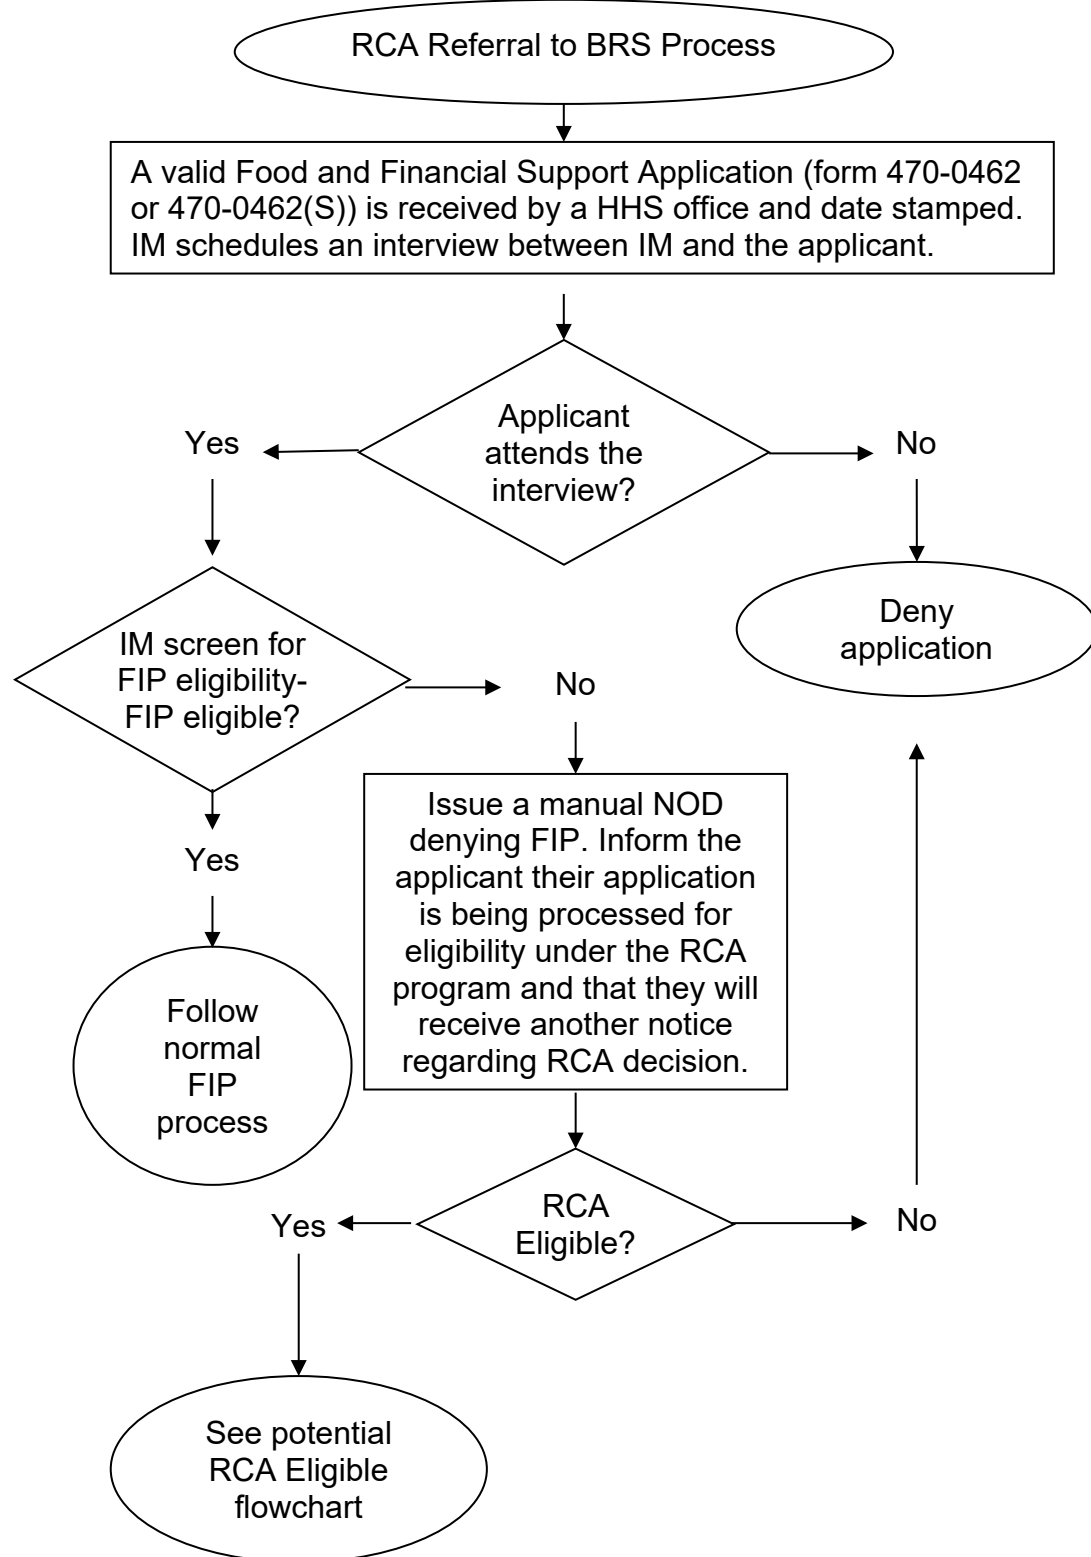 RCA Referral to BRS Process
A valid Food and Financial Support Application (form 470-0462
or 470-0462(S)) is received by a HHS office and date stamped.
IM schedules an interview between IM and the applicant.
Applicant
attends the
interview?
Yes
No
Deny
application
IM screen for
FIP eligibility-
FIP eligible?
No
Yes
Issue a manual NOD
denying FIP. Inform the
applicant their application
is being processed for
eligibility under the RCA
program and that they will
receive another notice
regarding RCA decision.
Follow
normal
FIP
process
RCA
Eligible?
Yes
No
See potential
RCA Eligible
flowchart